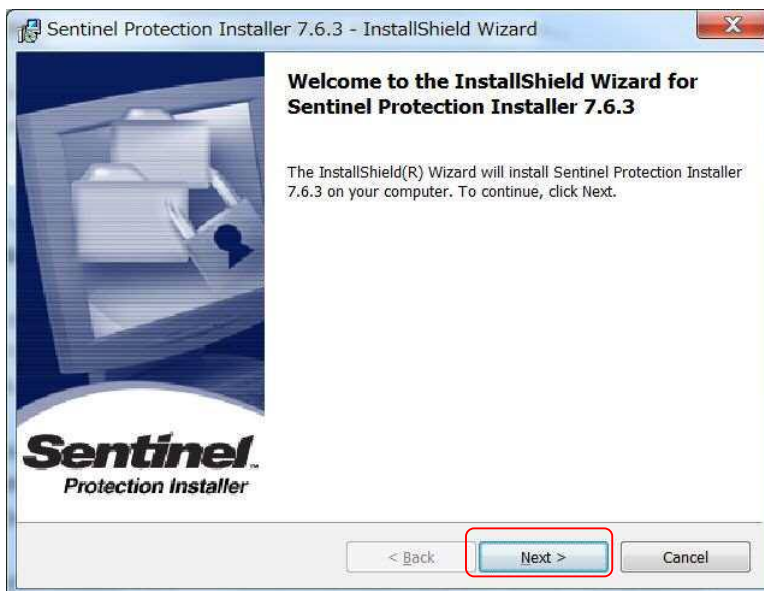 Sentinel Protection Installer 7.6.3 - InstallShield Wizard
X
Welcome to the InstallShield Wizard for
Sentinel Protection Installer 7.6.3
The InstallShield(R) Wizard will install Sentinel Protection Installer
7.6.3 on your computer. To continue, click Next.
Sentinel™
Protection Installer
< Back
Next >
Cancel